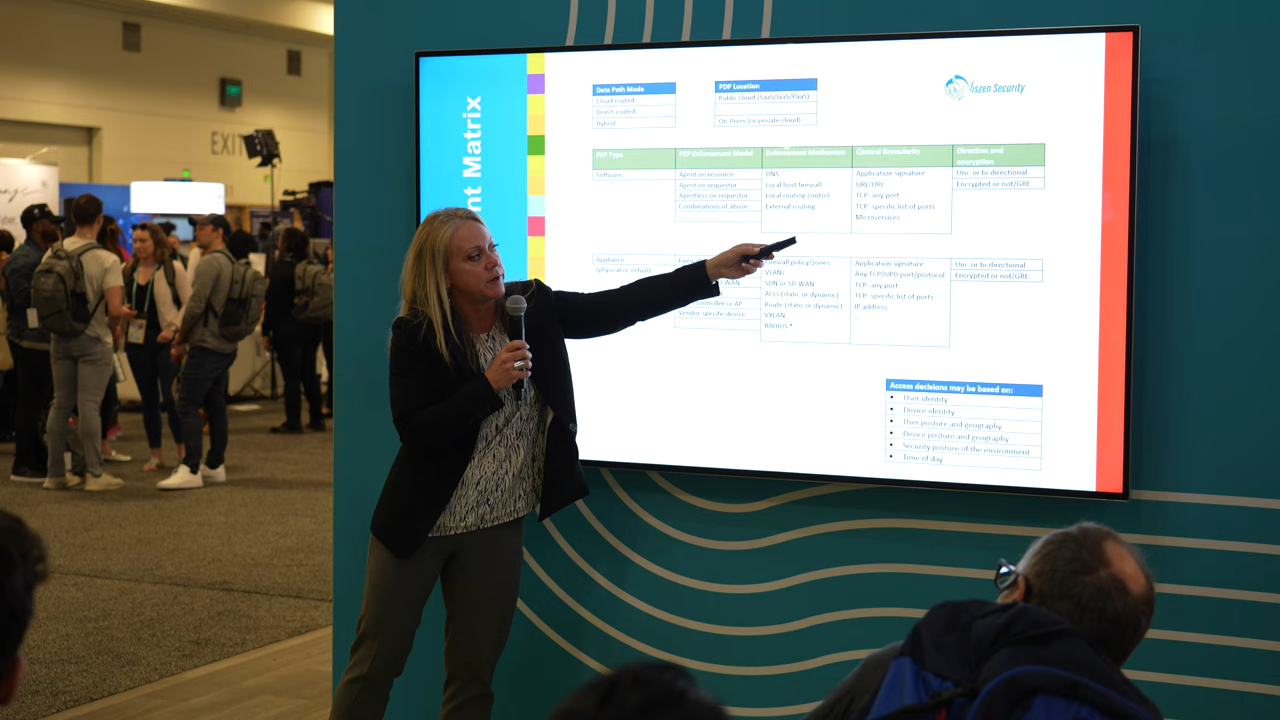 EXIT
nt Matrix
Data Path Mode
Cloud routed
Direct routed
Hybrid
PDP Location
Public cloud (SaaS/IaaS/PaaS)
...
On-Prem (or private cloud)
iszen Security
PEP Type
PEP Enforcement Model
Enforcement Mechanism
Control Granularity
Direction and
encryption
Software
Agent on resource
Agent on requestor
Agentless on requestor
Combinations of above
DNS
Local host firewall
Local routing control
External routing
Application signature
URL/URI
TCP- any port
TCP- specific list of ports
Microservices
...
Uni- or bi-directional
Encrypted or not/GRE
Appliance
(physical or virtual)
Firewall
WAN
controller or AP
Vendor specific device
Firewall policy/zones
VLANs
SDN or SD-WAN
ACLs (static or dynamic)
Route (static or dynamic)
VXLAN
RADIUS *
Application signature
Any TCP/UPD port/protocol
TCP- any port
TCP- specific list of ports
IP address
...
Uni- or bi-directional
Encrypted or not/GRE
Access decisions may be based on:
• User identity
• Device identity
• User posture and geography
• Device posture and geography
• Security posture of the environment
• Time of day